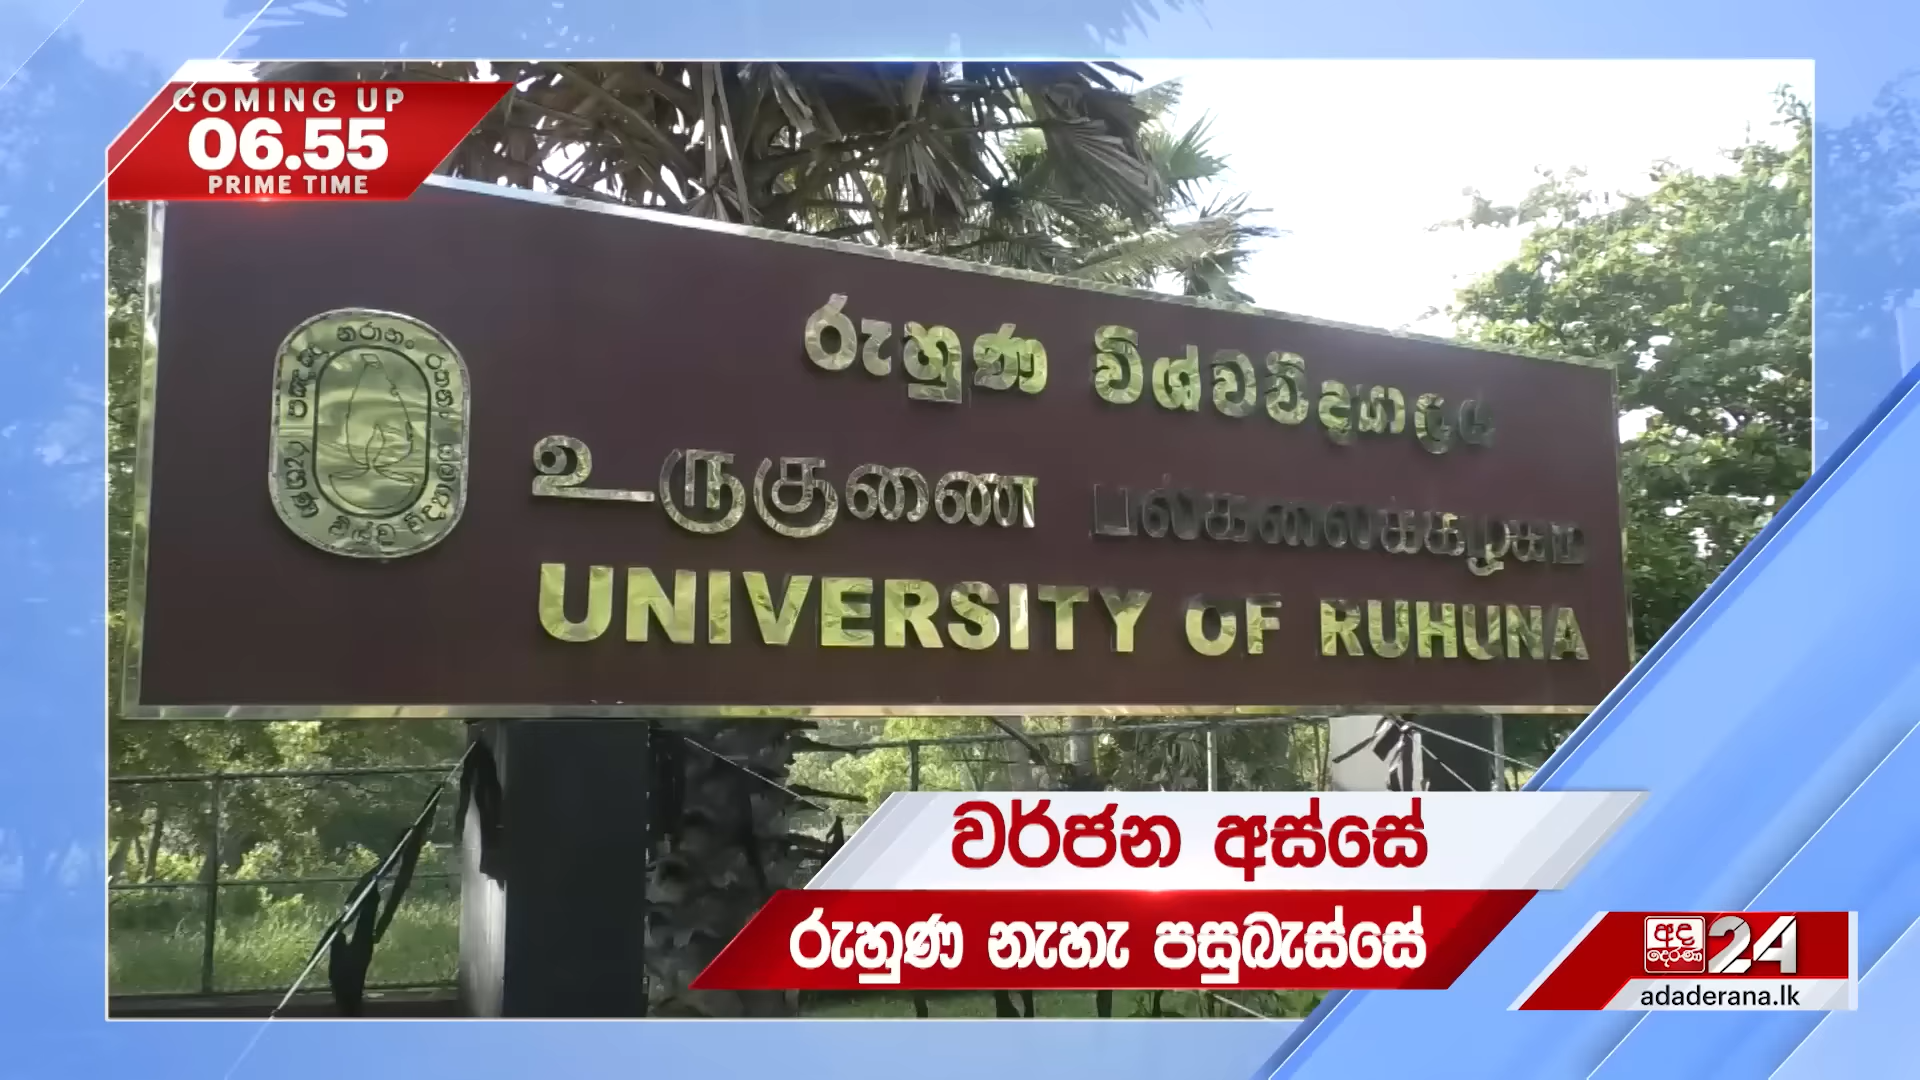 COMING UP
06.55
PRIME TIME
රුහුණ විශ්වවිද්‍යාලය
உருகுணை பல்கலைக்கழகம்
UNIVERSITY OF RUHUNA
වර්ජන අස්සේ
රුහුණ නැහැ පසුබැස්සේ
අද දෙරණ 24
adaderana.lk